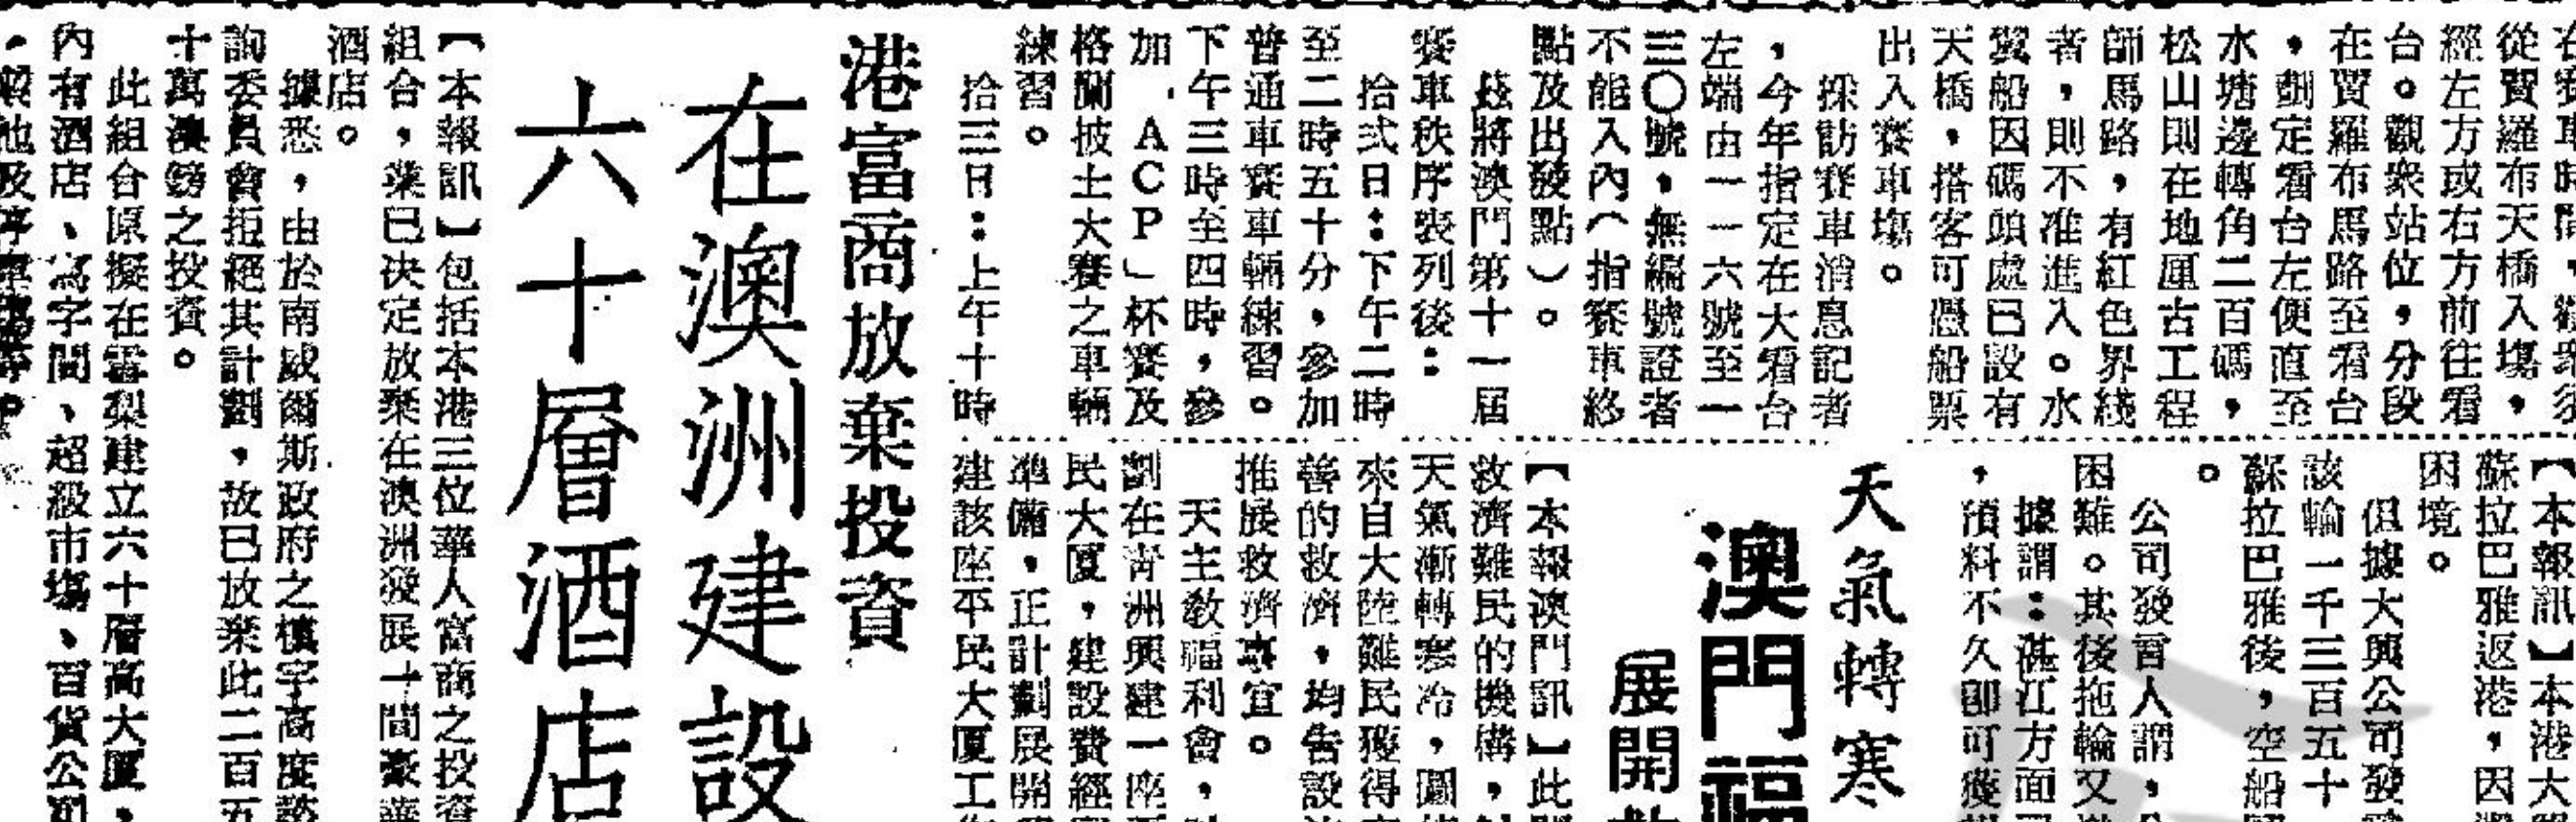 從賈羅布天橋入場，
經左方或右方前往看
台。觀衆站位，分段
在賈羅布馬路至看台
，劃定看台左便直至
水塘邊轉角二百碼，
松山則在地厘古工程
師馬路，有紅色界綫
者，則不准進入。水
翼船因碼頭處已設有
天橋，搭客可憑船票
出入賽車場。
採訪賽車消息記者
，今年指定在大看台
左端由一一六號至一
三〇號，無編號證者
不能入內（指賽車終
點及出發點）。
茲將澳門第十一屆
賽車秩序表列後：
拾弍日：下午二時
至二時五十分，參加
普通車賽車輛練習。
下午三時至四時，參
加「ACP」杯賽及
格蘭披士大賽之車輛
練習。
拾三日：上午十時
【本報訊】本港大
蘇拉巴雅返港，因
困境。
但據大興公司發
該輪一千三百五十
蘇拉巴雅後，空船
。
公司發言人謂，
困難。其後拖輪又
據謂：湛江方面
，預料不久即可獲
天氣轉寒
澳門福
展開救
【本報澳門訊】此間
救濟難民的機構，
天氣漸轉寒冷，
來自大陸難民獲得
善的救濟，均告設法
推展救濟事宜。
天主教福利會，
劃在青洲興建一座
民大厦，建設費經
準備，正計劃展開
建該座平民大厦工
港富商放棄投資
在澳洲建設
六十層酒店
【本報訊】包括本港三位華人富商之投資
組合，業已決定放棄在澳洲發展一間豪華
酒店。
據悉，由於南威爾斯政府之樓宇高度諮
詢委員會拒絕其計劃，故已放棄此二百五
十萬澳鎊之投資。
此組合原擬在雪梨建立六十層高大厦，
內有酒店、寫字間、超級市塲、百貨公司